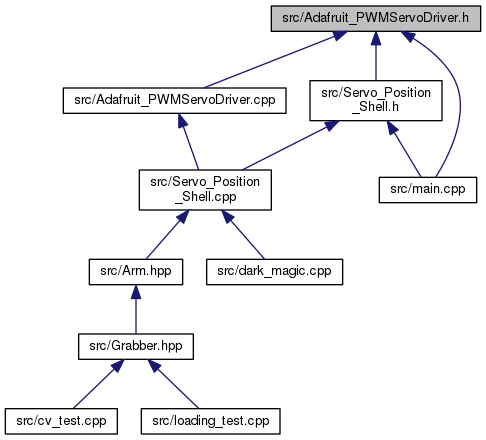 src/Adafruit_PWMServoDriver.h
src/Adafruit_PWMServoDriver.cpp
src/Servo_Position
_Shell.h
src/Servo_Position
_Shell.cpp
src/main.cpp
src/Arm.hpp
src/dark_magic.cpp
src/Grabber.hpp
src/cv_test.cpp
src/loading_test.cpp